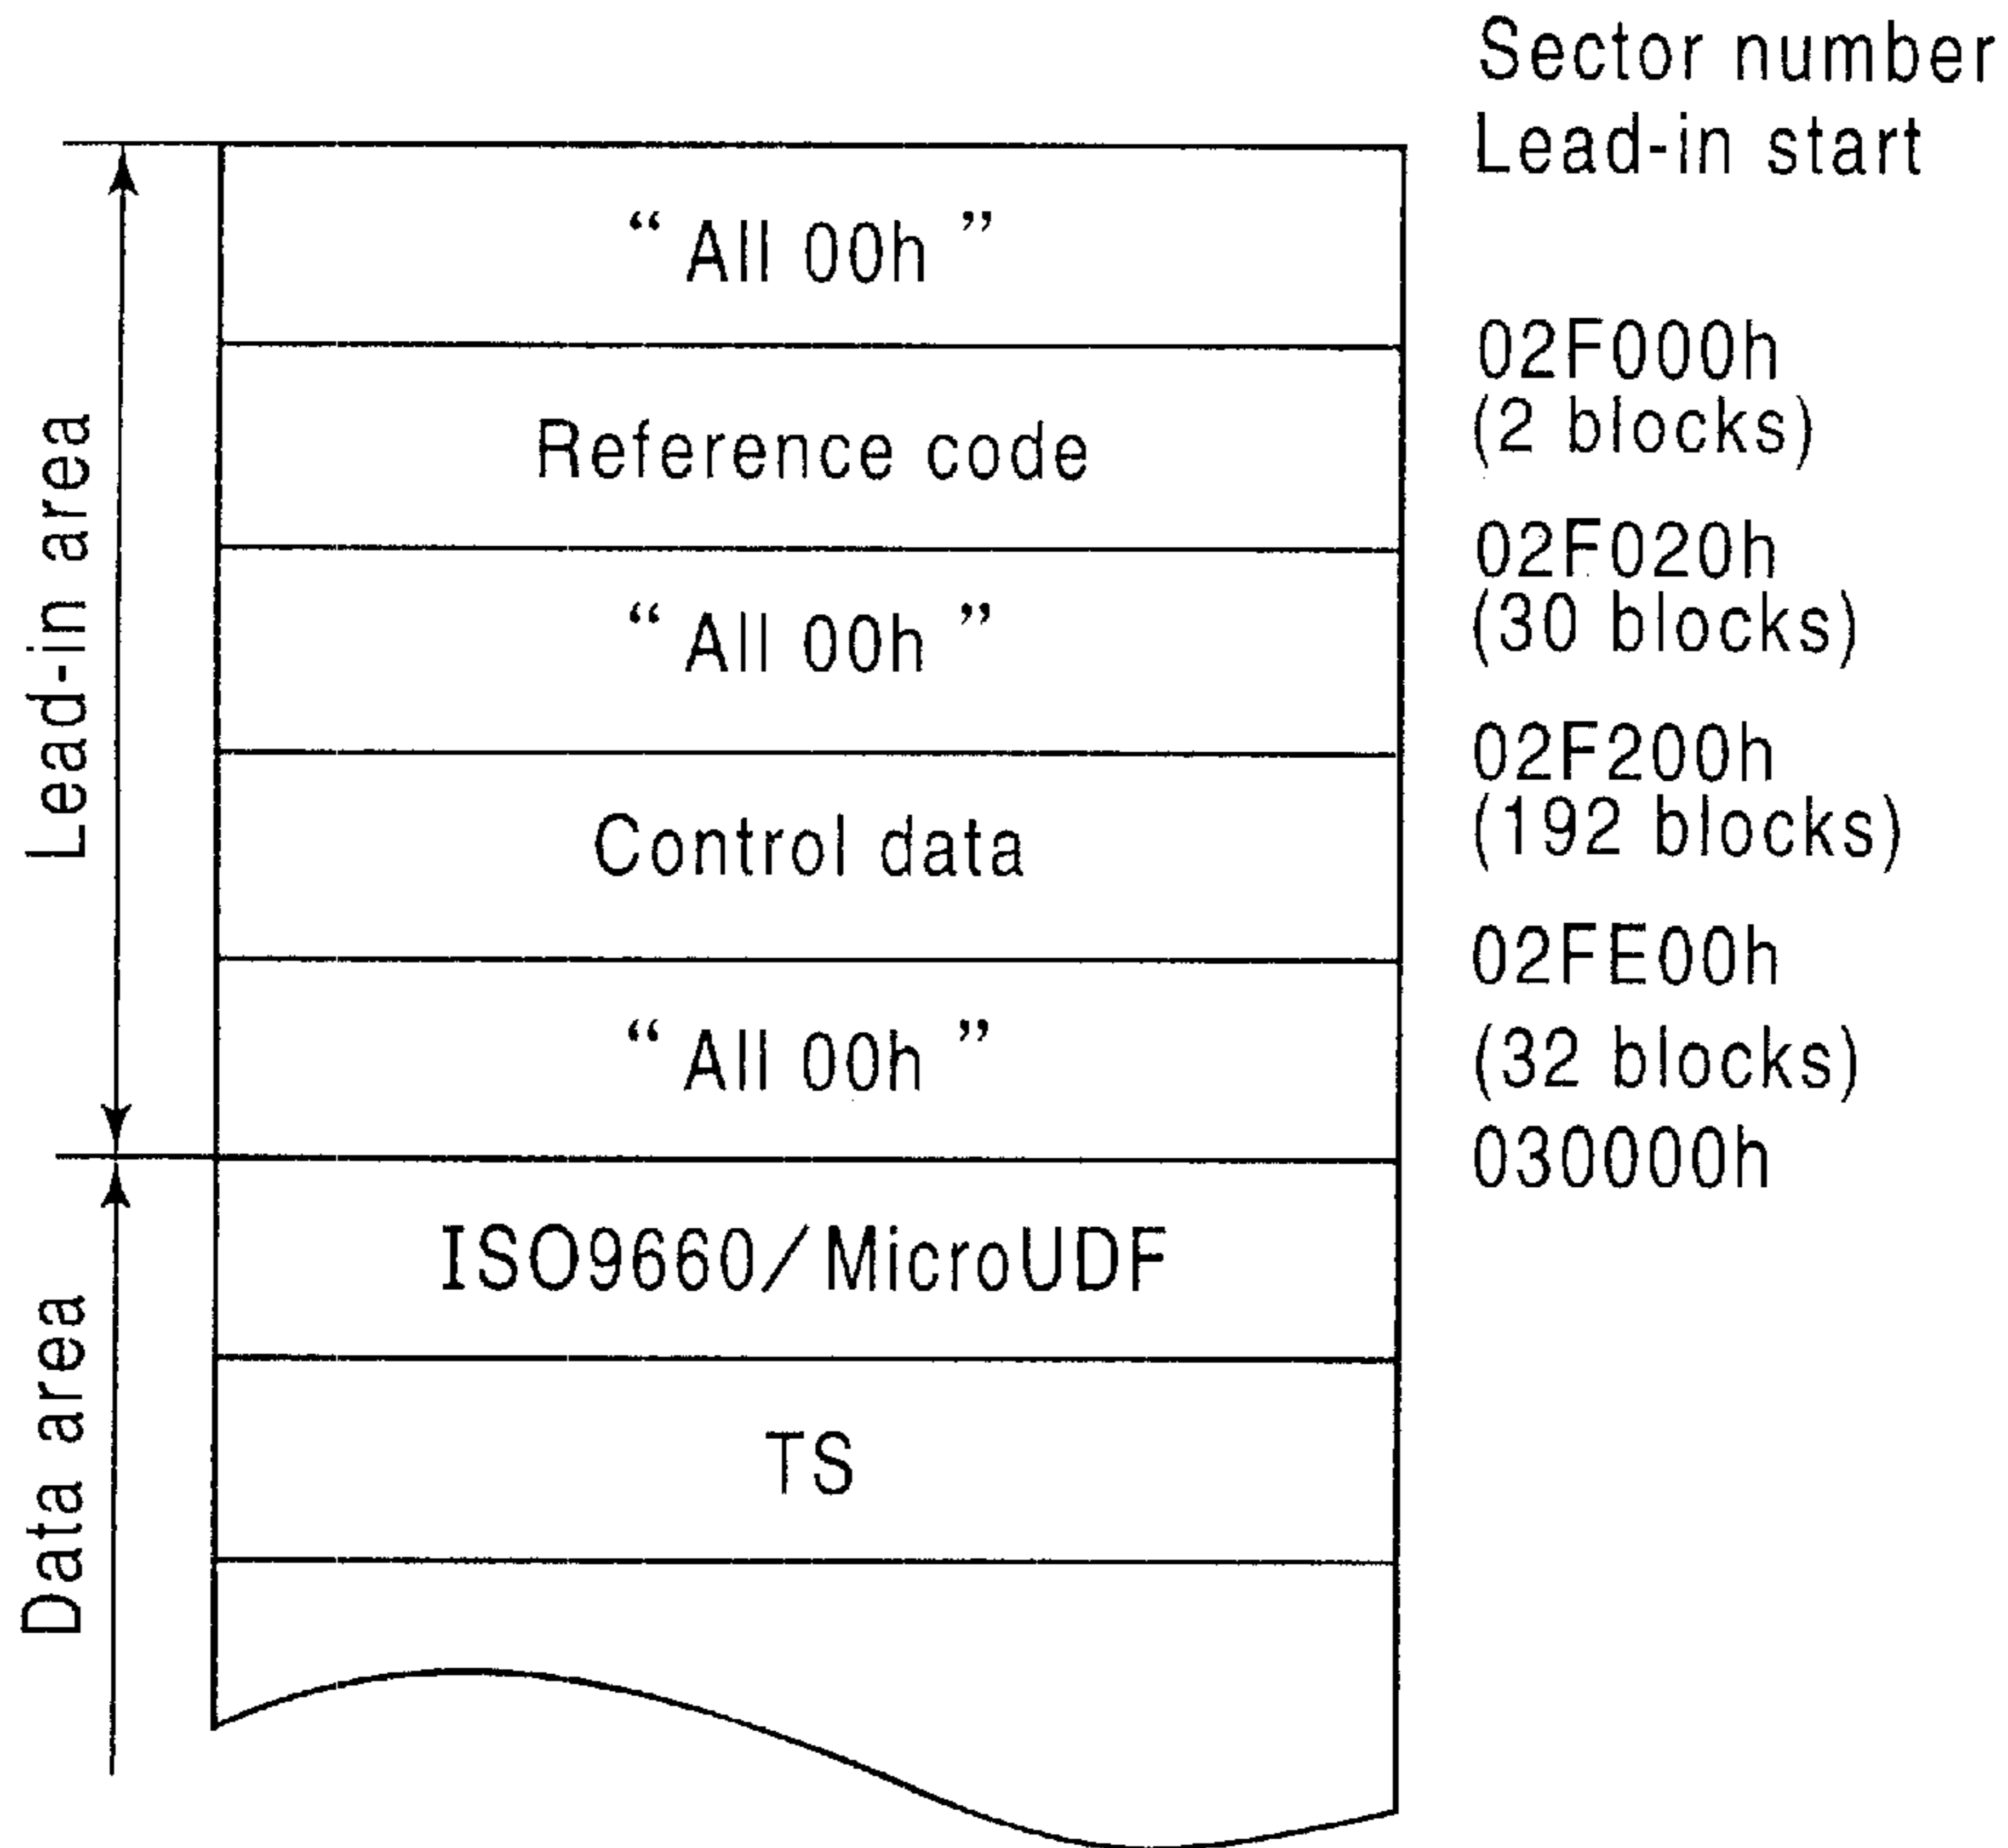 Sector number
Lead-in start
“ All 00h ”
02F000h
(2 blocks)
Reference code
02F020h
(30 blocks)
“ All 00h ”
02F200h
(192 blocks)
Control data
02FE00h
(32 blocks)
“ All 00h ”
030000h
Lead-in area
ISO9660/MicroUDF
TS
Data area